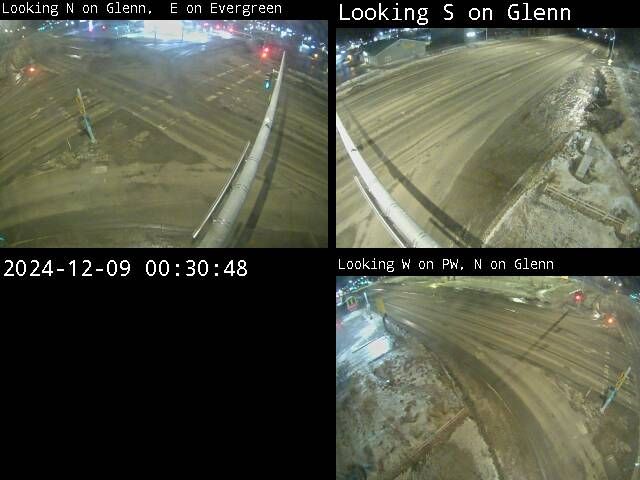 Looking N on Glenn,  E on Evergreen
Looking S on Glenn
2024-12-09 00:30:48
Looking W on PW, N on Glenn